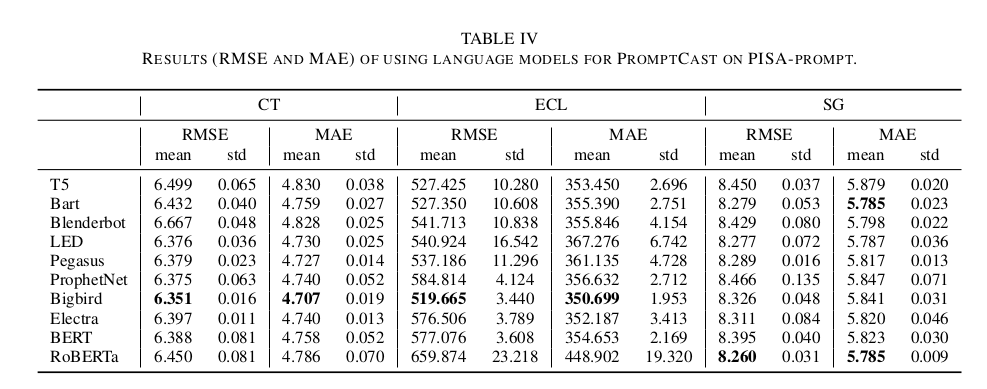 TABLE IV
RESULTS (RMSE AND MAE) OF USING LANGUAGE MODELS FOR PROMPTCAST ON PISA-PROMPT.
CT ECL SG
RMSE MAE RMSE MAE RMSE MAE
mean std mean std mean std mean std mean std mean std
T5 6.499 0.065 4.830 0.038 527.425 10.280 353.450 2.696 8.450 0.037 5.879 0.020
Bart 6.432 0.040 4.759 0.027 527.350 10.608 355.390 2.751 8.279 0.053 5.785 0.023
Blenderbot 6.667 0.048 4.828 0.025 541.713 10.838 355.846 4.154 8.429 0.080 5.798 0.022
LED 6.376 0.036 4.730 0.025 540.924 16.542 367.276 6.742 8.277 0.072 5.787 0.036
Pegasus 6.379 0.023 4.727 0.014 537.186 11.296 361.135 4.728 8.289 0.016 5.817 0.013
ProphetNet 6.375 0.063 4.740 0.052 584.814 4.124 356.632 2.712 8.466 0.135 5.847 0.071
Bigbird 6.351 0.016 4.707 0.019 519.665 3.440 350.699 1.953 8.326 0.048 5.841 0.031
Electra 6.397 0.011 4.740 0.013 576.506 3.789 352.187 3.413 8.311 0.084 5.820 0.046
BERT 6.388 0.081 4.758 0.052 577.076 3.608 354.653 2.169 8.395 0.040 5.823 0.030
RoBERTa 6.450 0.081 4.786 0.070 659.874 23.218 448.902 19.320 8.260 0.031 5.785 0.009